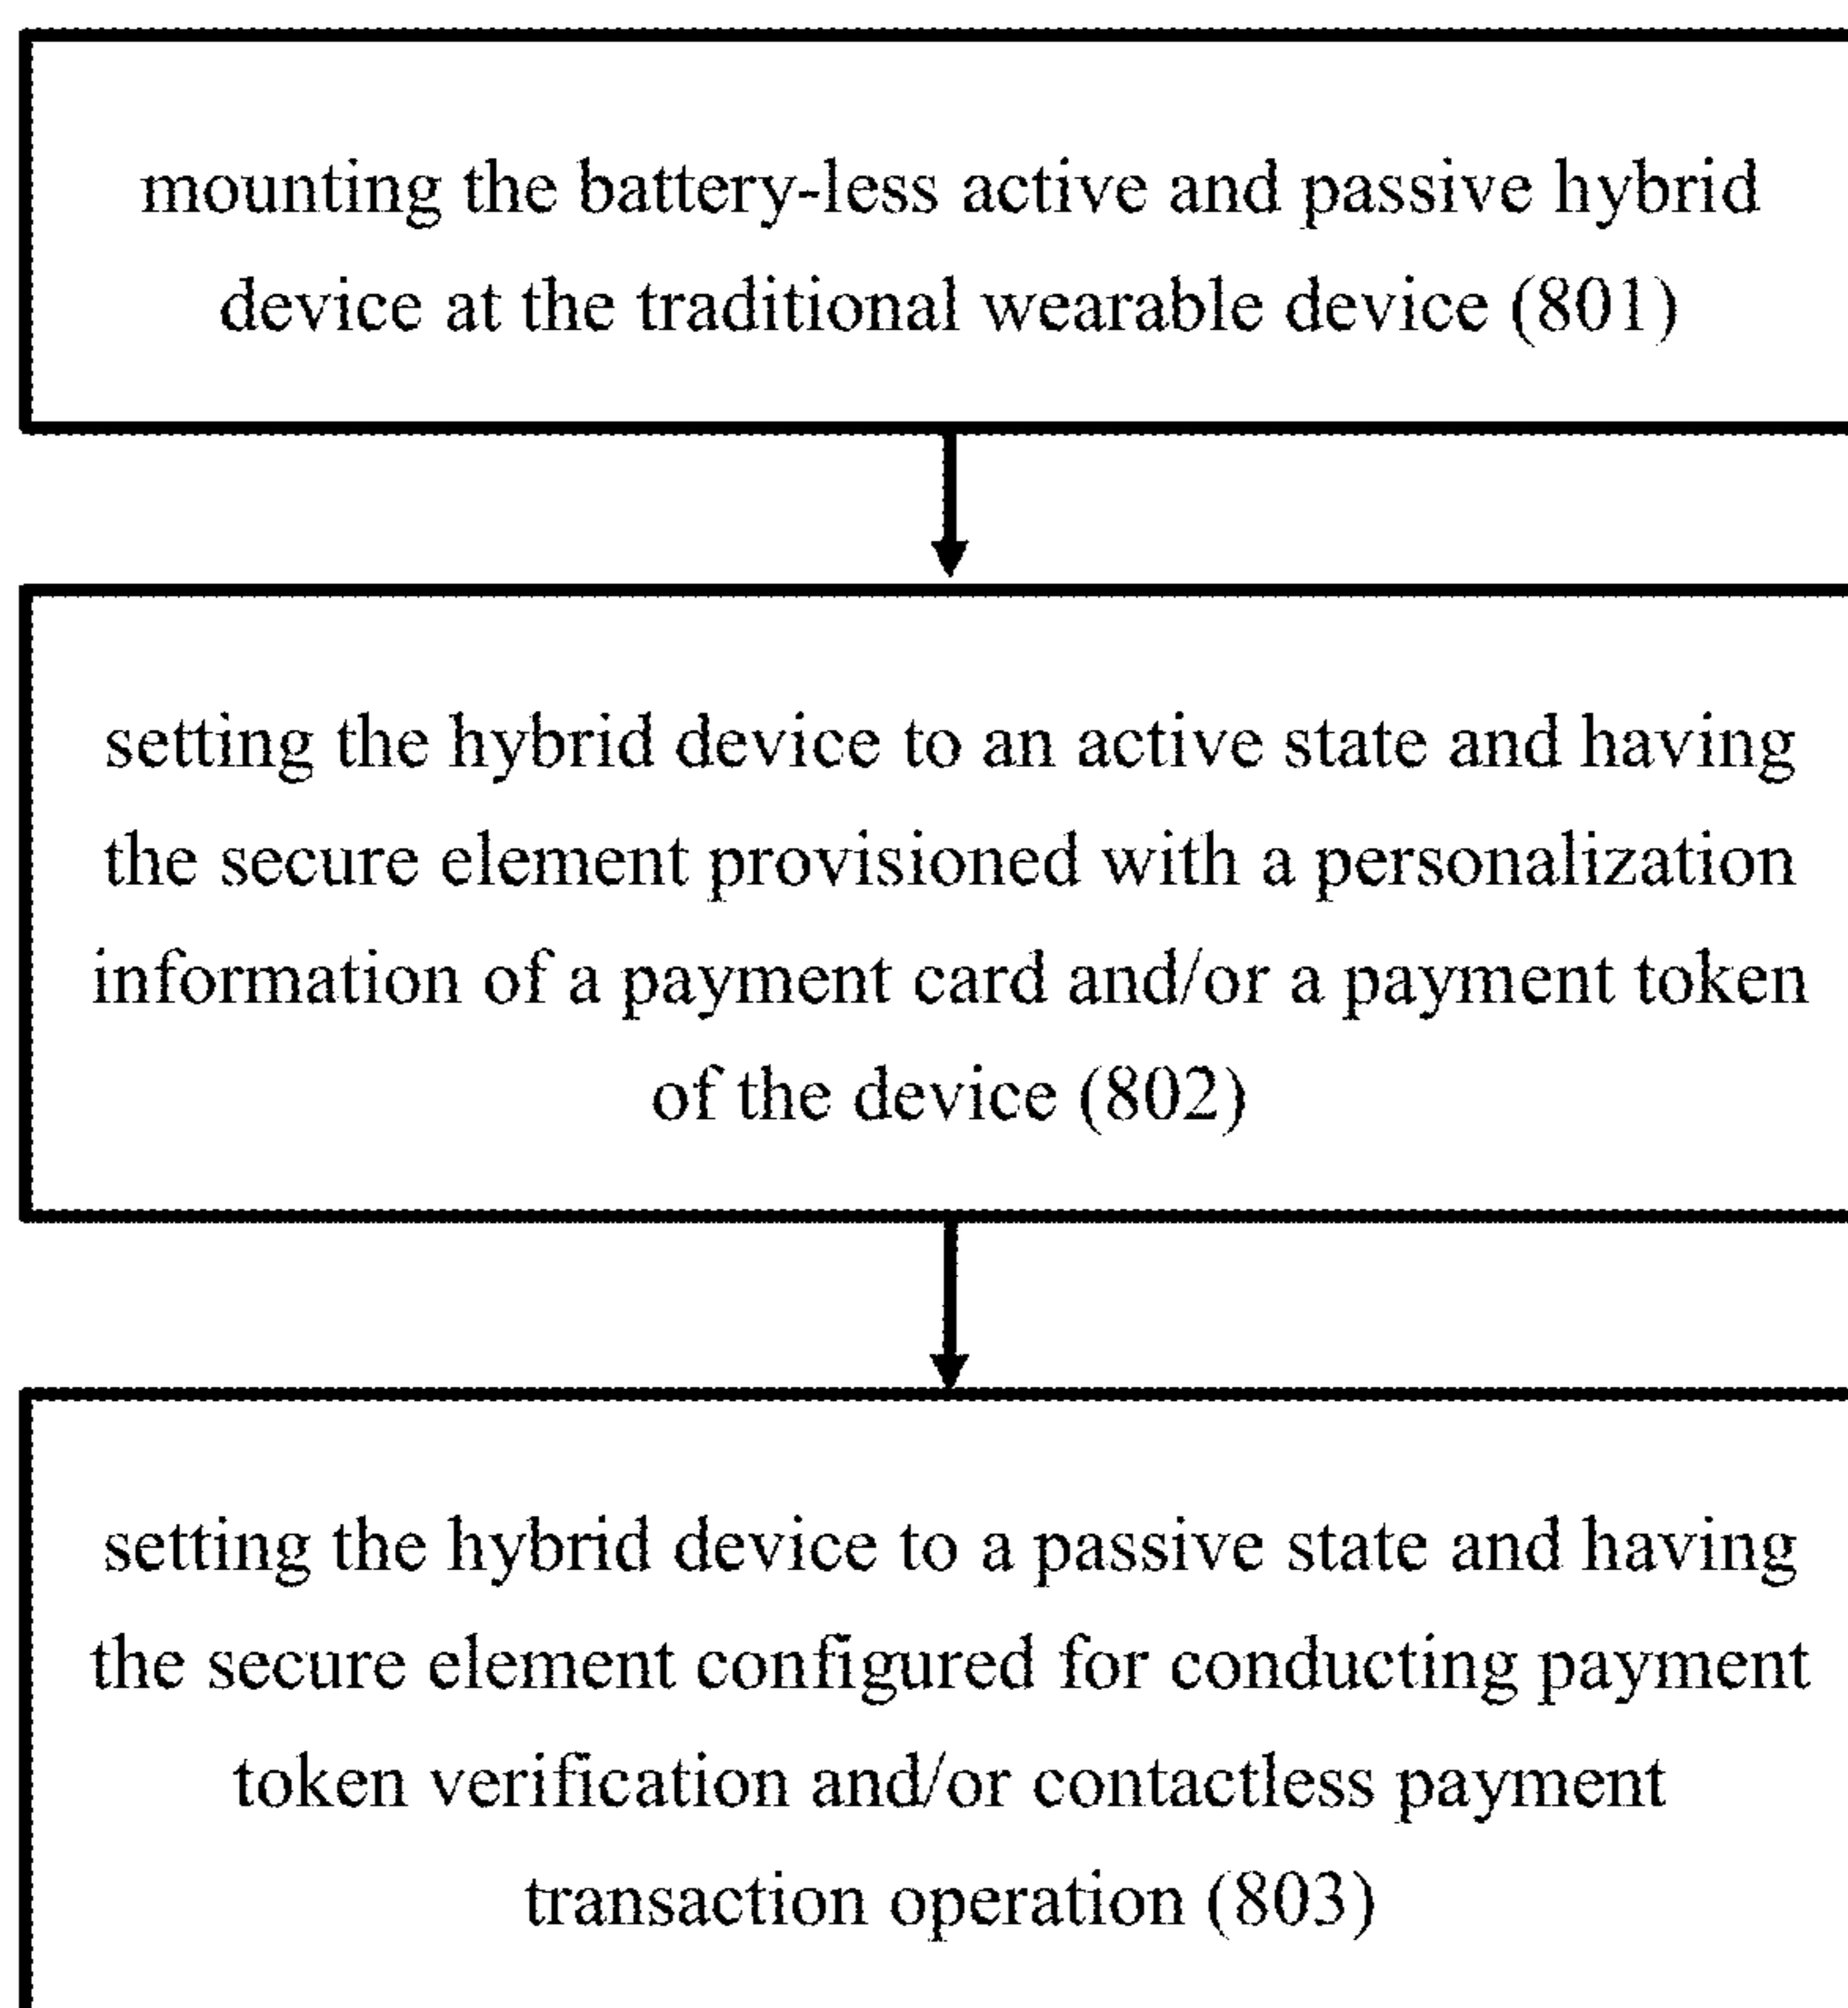 mounting the battery-less active and passive hybrid
device at the traditional wearable device (801)
setting the hybrid device to an active state and having
the secure element provisioned with a personalization
information of a payment card and/or a payment token
of the device (802)
setting the hybrid device to a passive state and having
the secure element configured for conducting payment
token verification and/or contactless payment
transaction operation (803)